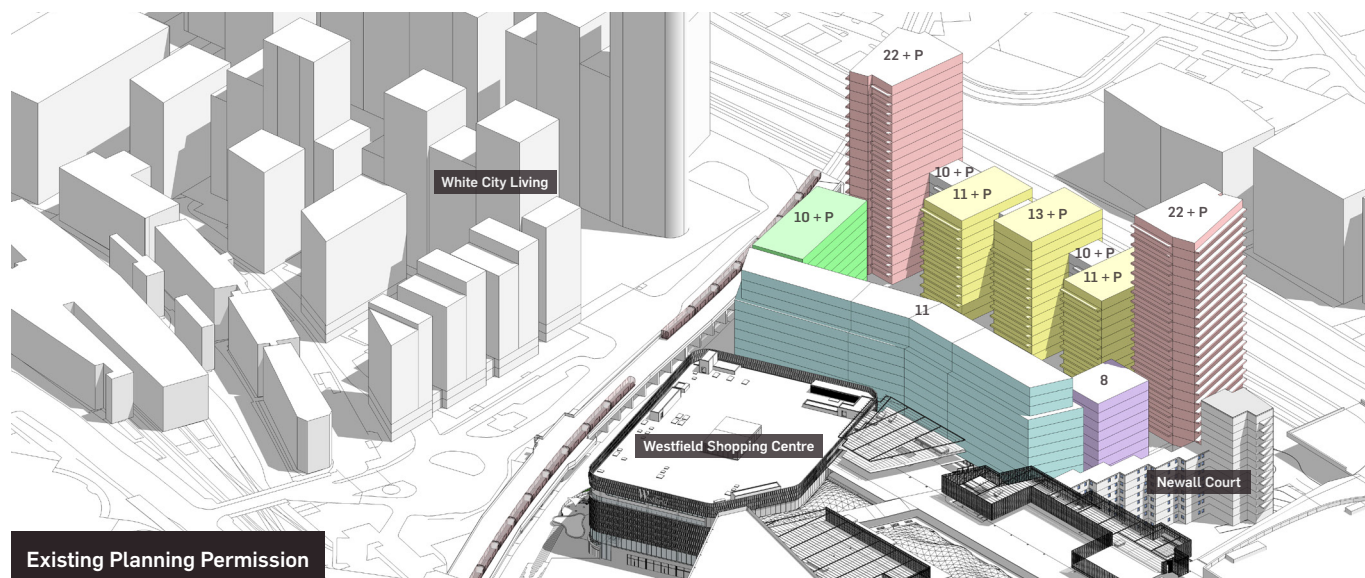 22 + P
10 + P
11 + P
White City Living
10 + P
13 + P
22 + P
10 + P
11 + P
11
8
Westfield Shopping Centre
Newall Court
Existing Planning Permission